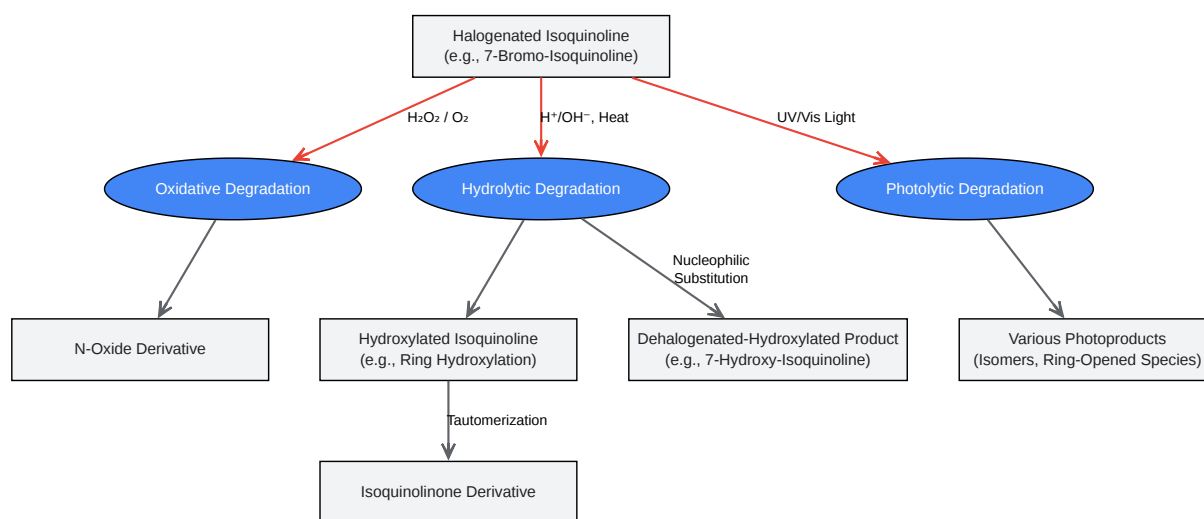 Halogenated Isoquinoline
(e.g., 7-Bromo-Isoquinoline)
H₂O₂ / O₂
H⁺/OH⁻, Heat
UV/Vis Light
Oxidative Degradation
Hydrolytic Degradation
Photolytic Degradation
Nucleophilic
Substitution
N-Oxide Derivative
Hydroxylated Isoquinoline
(e.g., Ring Hydroxylation)
Dehalogenated-Hydroxylated Product
(e.g., 7-Hydroxy-Isoquinoline)
Various Photoproducts
(Isomers, Ring-Opened Species)
Tautomerization
Isoquinolinone Derivative